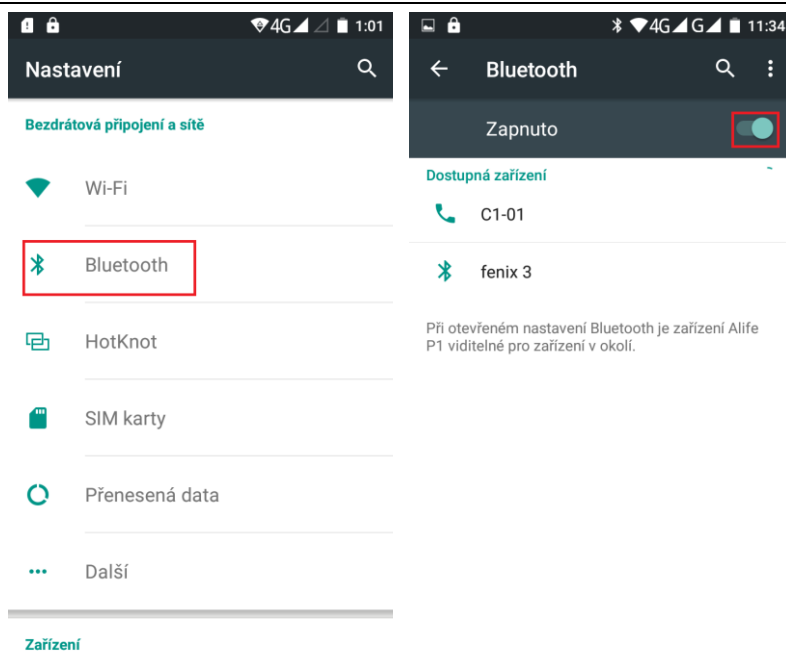 4G 1:01
Nastavení
Bezdrátová připojení a sítě
Wi-Fi
Bluetooth
HotKnot
SIM karty
Přenesená data
Další
Zařízení
4G G 11:34
Bluetooth
Zapnuto
Dostupná zařízení
C1-01
fenix 3
Při otevřeném nastavení Bluetooth je zařízení Alife
P1 viditelné pro zařízení v okolí.